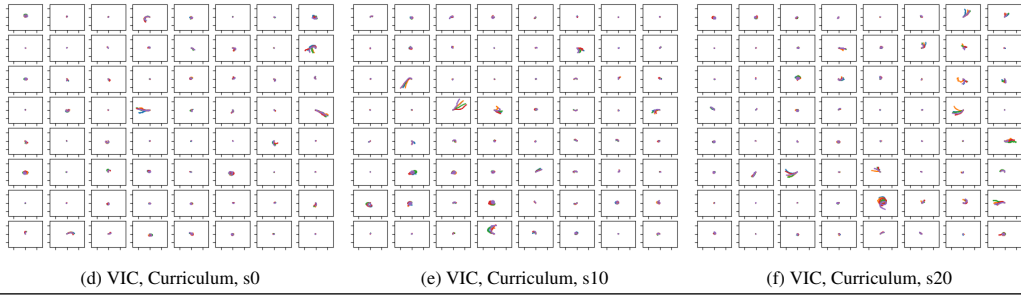 (d) VIC, Curriculum, s0
(e) VIC, Curriculum, s10
(f) VIC, Curriculum, s20